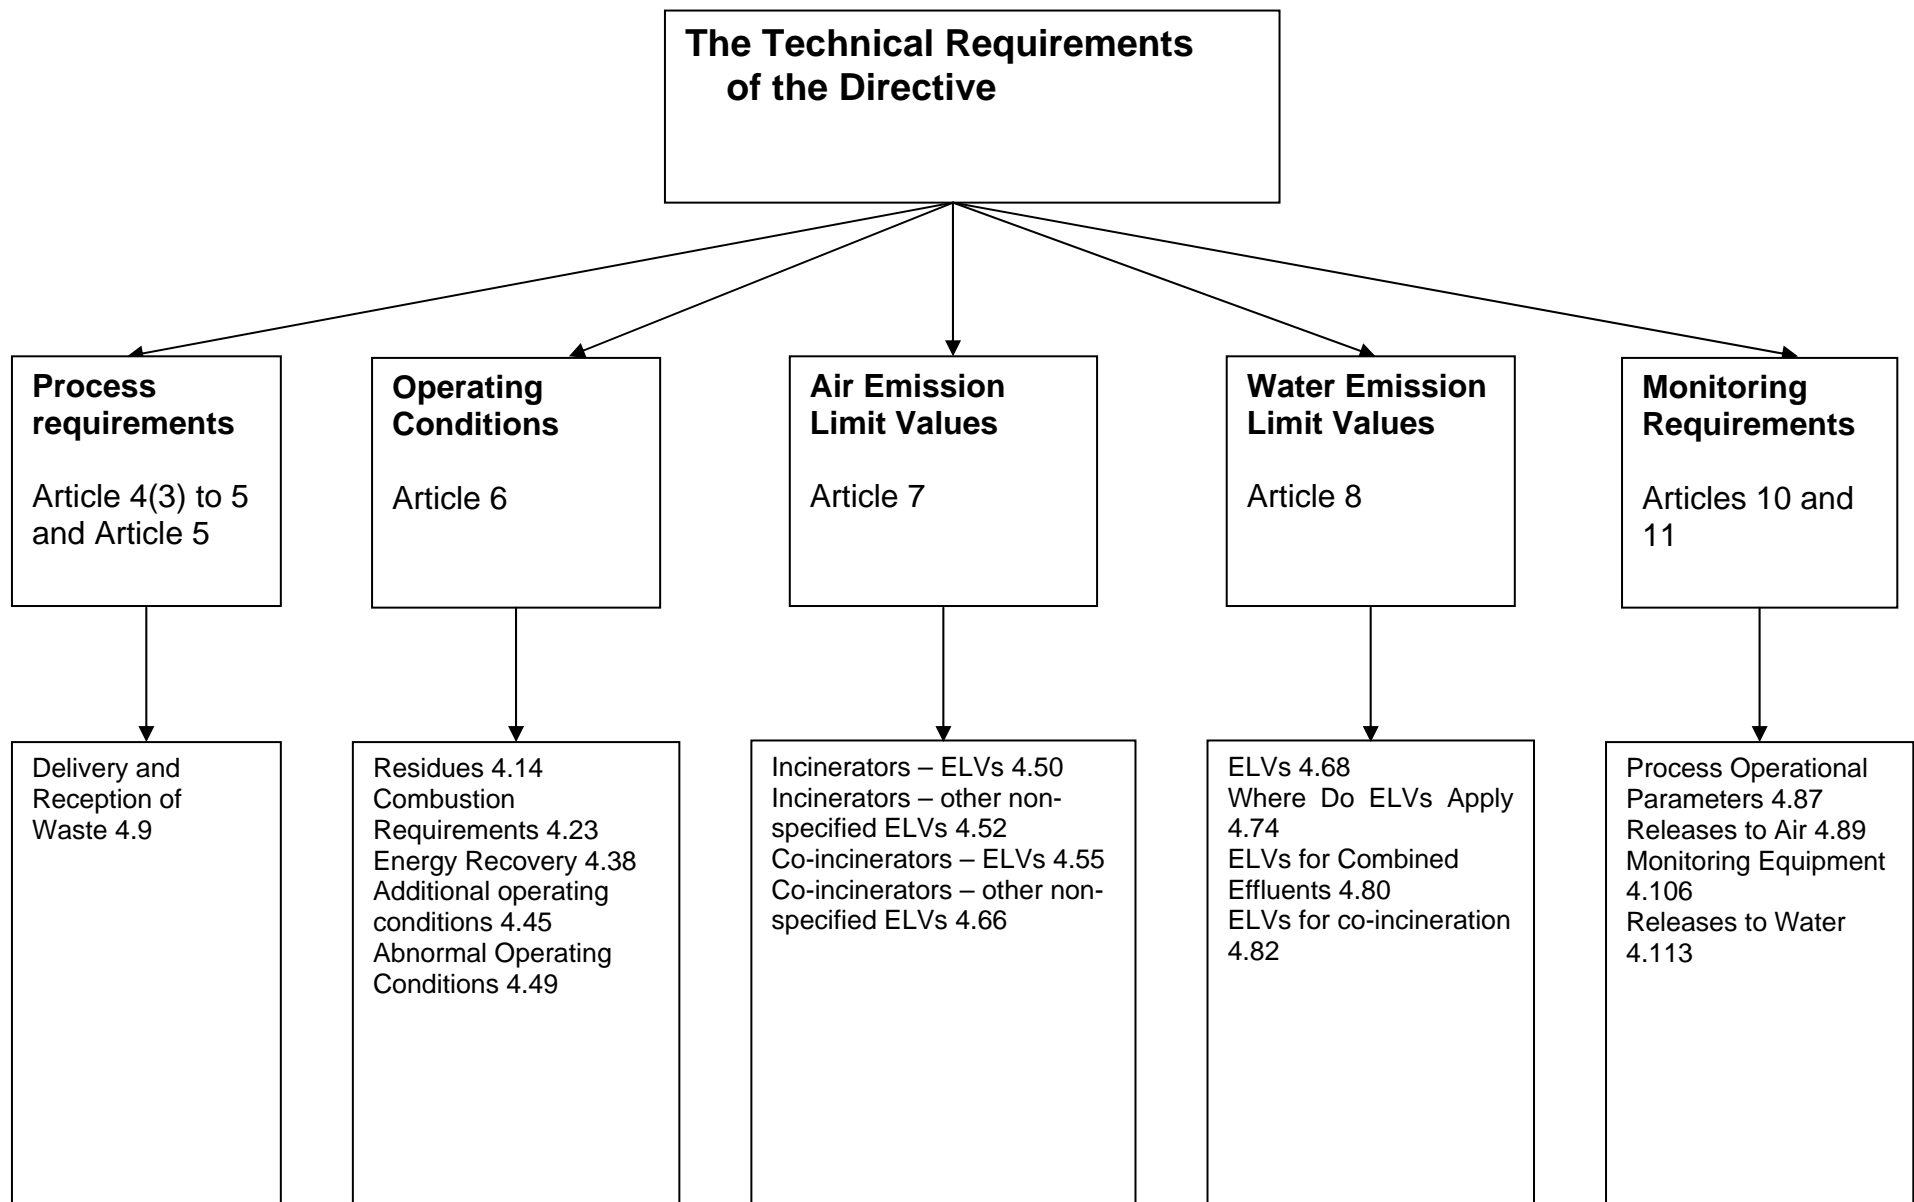 The Technical Requirements
of the Directive
Process
requirements
Article 4(3) to 5
and Article 5
Operating
Conditions
Article 6
Air Emission
Limit Values
Article 7
Water Emission
Limit Values
Article 8
Monitoring
Requirements
Articles 10 and
11
Delivery and
Reception of
Waste 4.9
Residues 4.14
Combustion
Requirements 4.23
Energy Recovery 4.38
Additional operating
conditions 4.45
Abnormal Operating
Conditions 4.49
Incinerators – ELVs 4.50
Incinerators – other non-
specified ELVs 4.52
Co-incinerators – ELVs 4.55
Co-incinerators – other non-
specified ELVs 4.66
ELVs 4.68
Where Do ELVs Apply
4.74
ELVs for Combined
Effluents 4.80
ELVs for co-incineration
4.82
Process Operational
Parameters 4.87
Releases to Air 4.89
Monitoring Equipment
4.106
Releases to Water
4.113